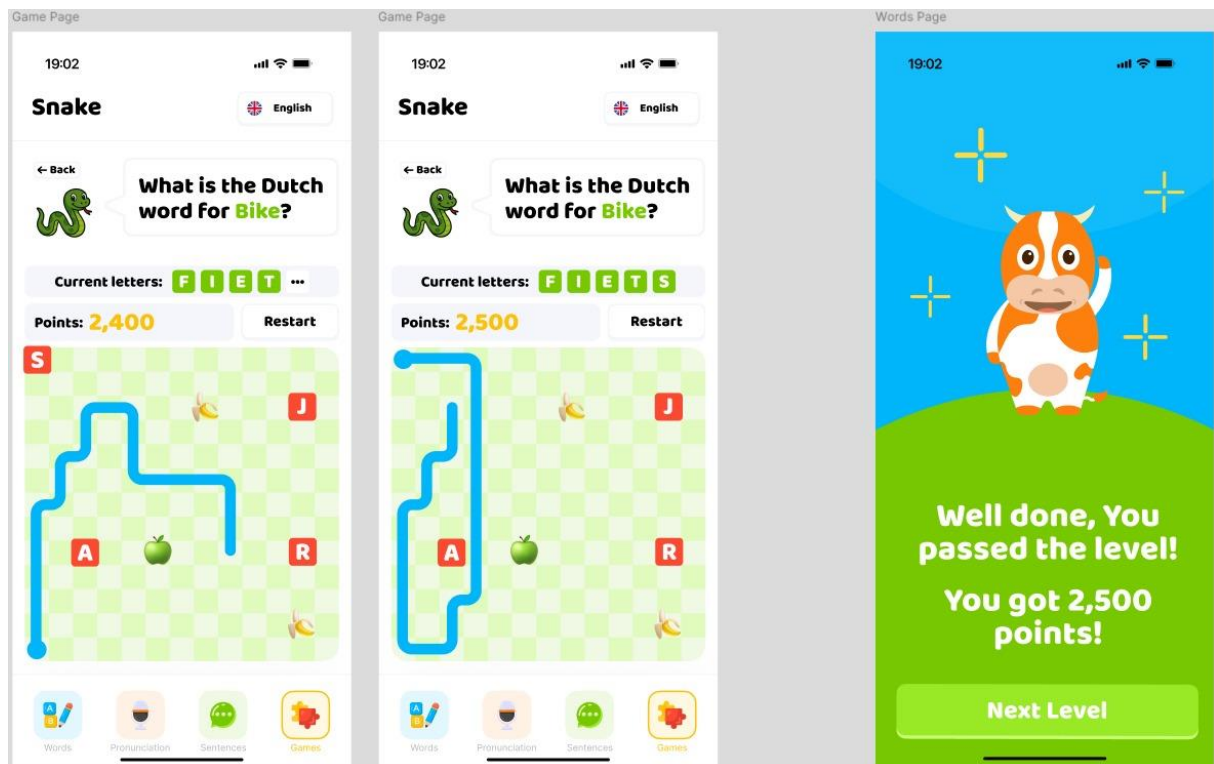 Game Page
19:02
Snake
English
← Back
What is the Dutch
word for Bike?
Current letters: F I E T •••
Points: 2,400
Restart
S
J
A
R
A
B
Words
Pronunciation
Sentences
Games
Game Page
19:02
Snake
English
← Back
What is the Dutch
word for Bike?
Current letters: F I E T S
Points: 2,500
Restart
J
A
R
A
B
Words
Pronunciation
Sentences
Games
Words Page
19:02
Well done, You
passed the level!
You got 2,500
points!
Next Level